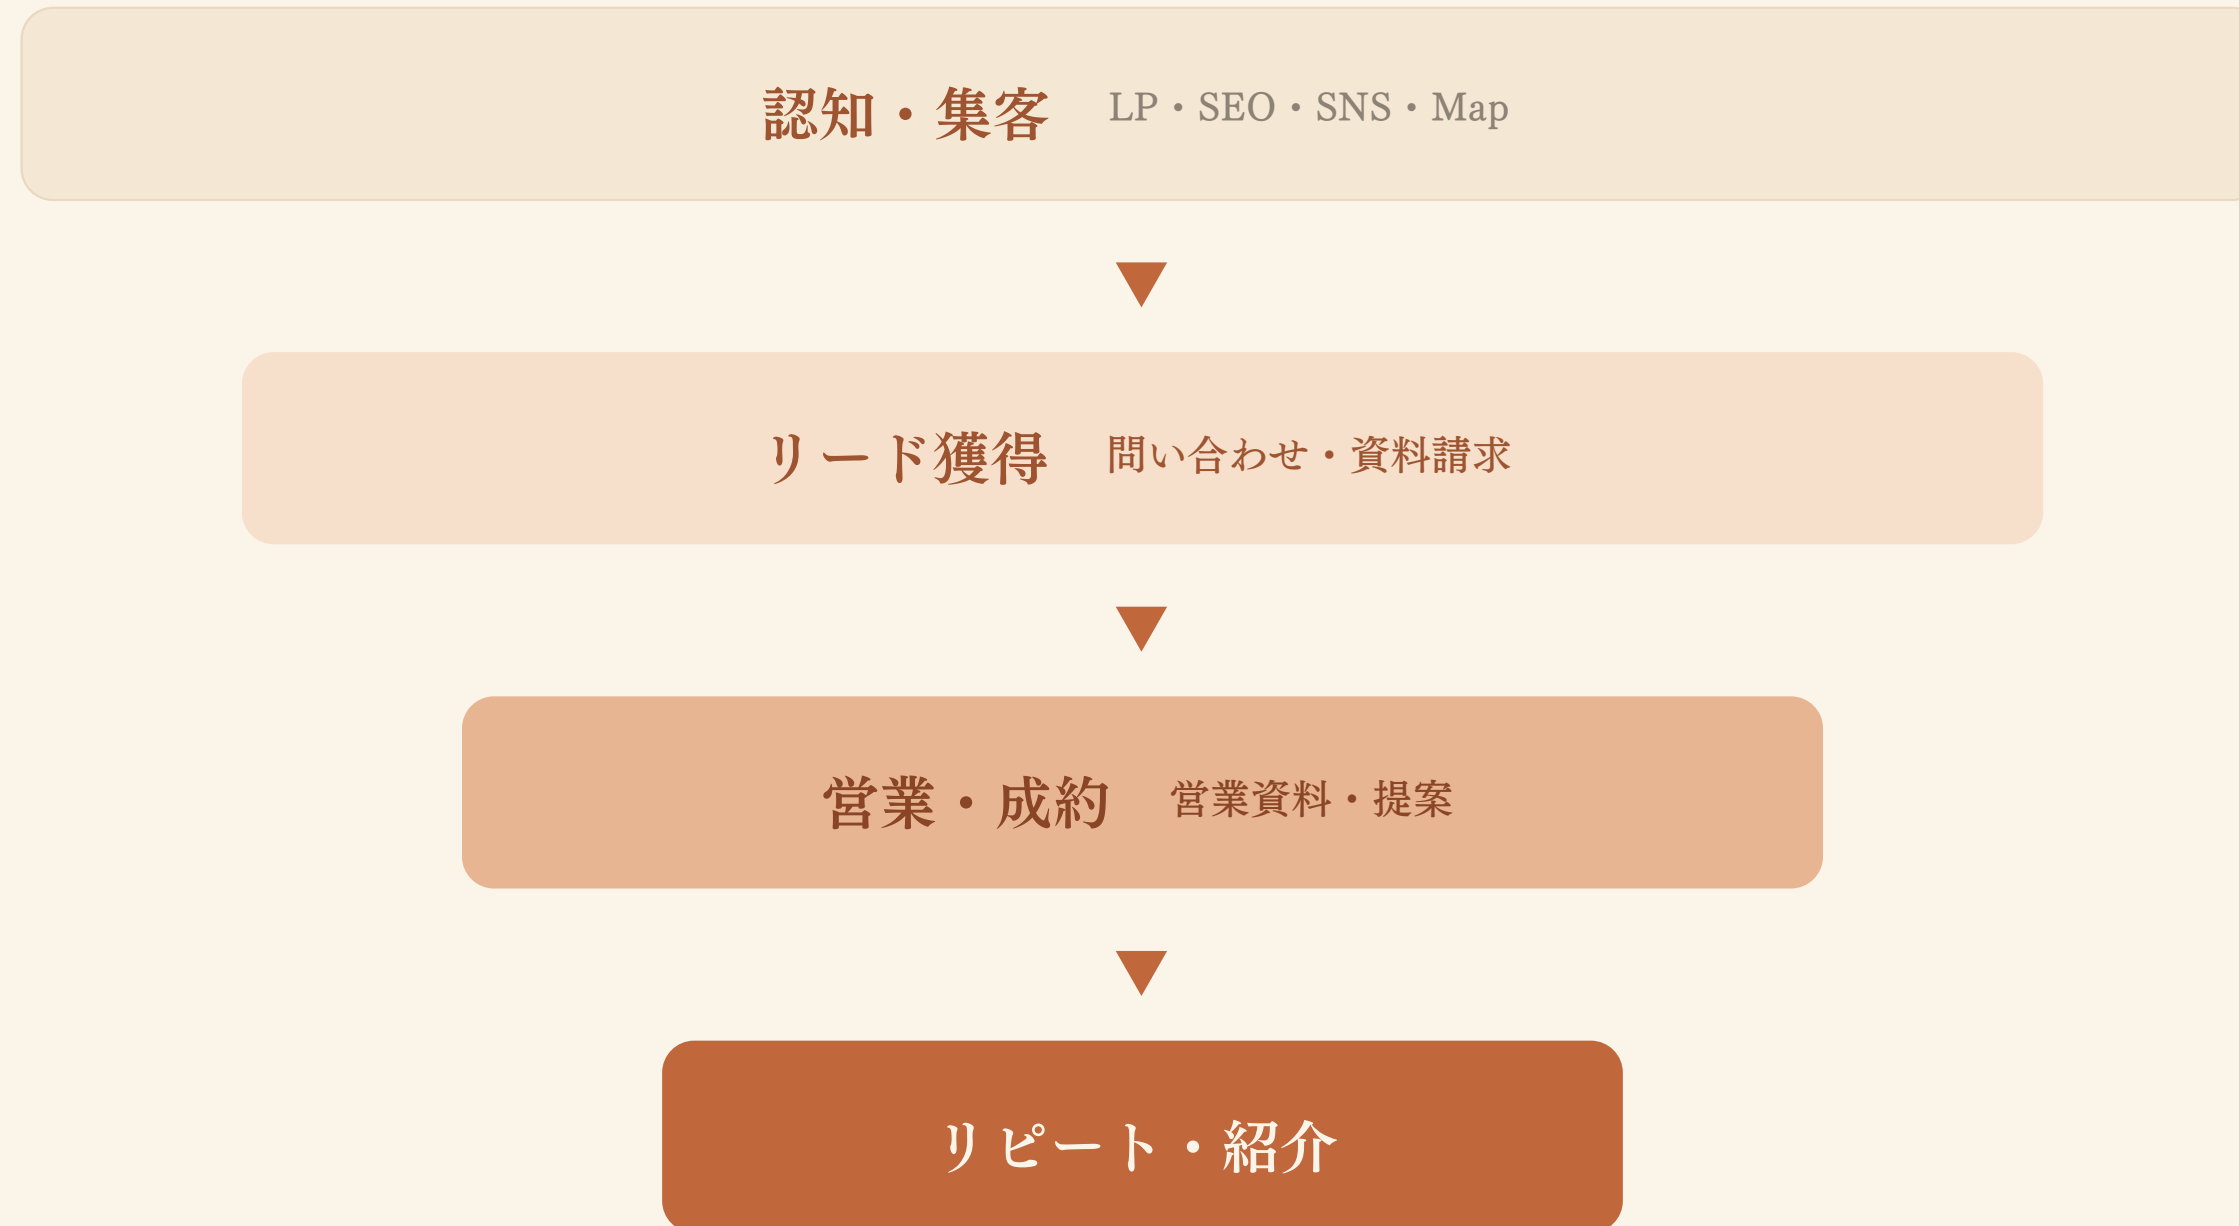 認知・集客 LP・SEO・SNS・Map
リード獲得 問い合わせ・資料請求
営業・成約 営業資料・提案
リピート・紹介